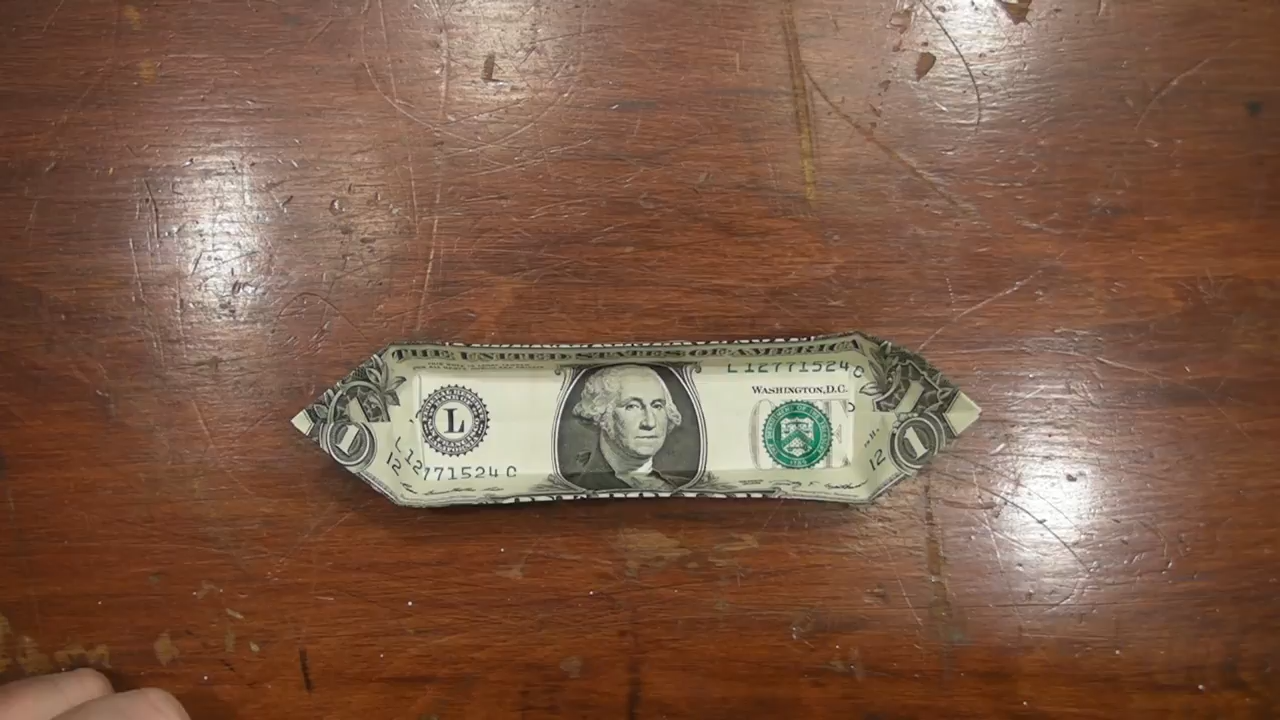 THE UNITED STATES OF AMERICA
L 12771524 C
WASHINGTON, D.C.
L
1
1
12
12
L 12771524 C